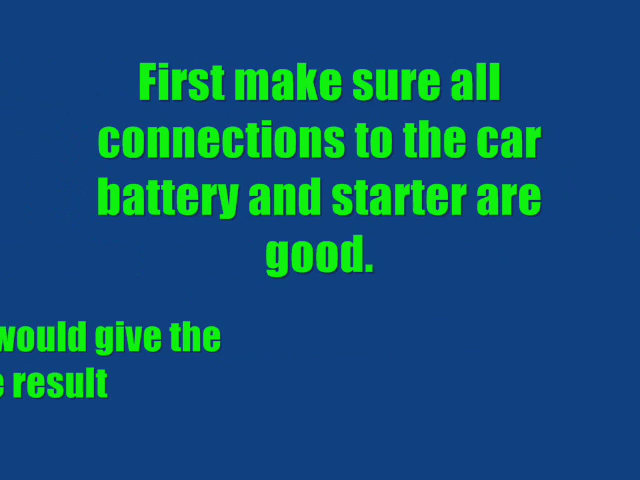 First make sure all
connections to the car
battery and starter are
good.
would give the
result